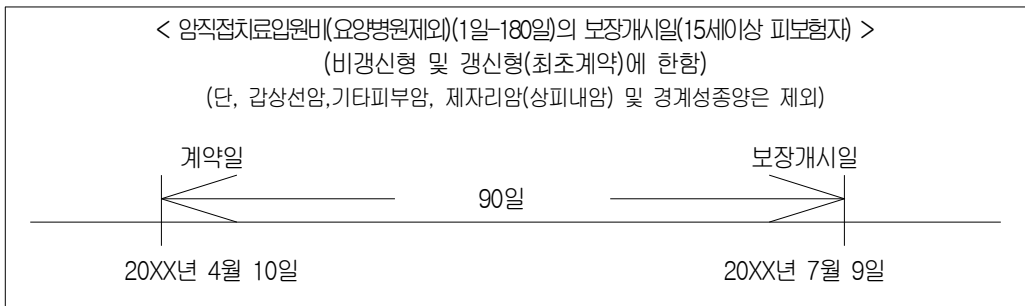 < 암직접치료입원비(요양병원제외)(1일-180일)의 보장개시일(15세이상 피보험자) >
(비갱신형 및 갱신형(최초계약)에 한함)
(단, 갑상선암,기타피부암, 제자리암(상피내암) 및 경계성종양은 제외)
계약일 보장개시일
90일
20XX년 4월 10일 20XX년 7월 9일